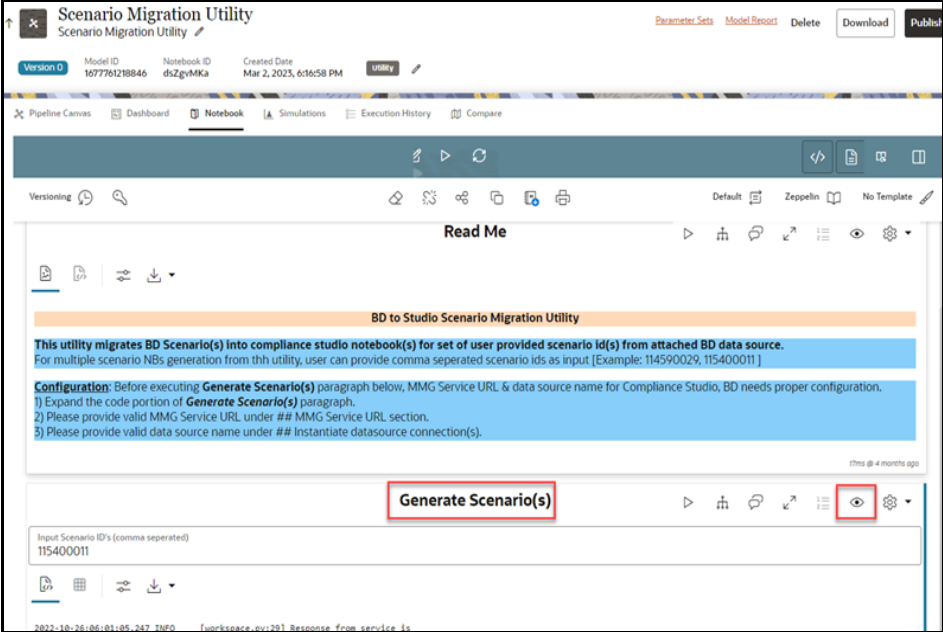 Scenario Migration Utility
Scenario Migration Utility
Parameter Sets Model Report Delete Download Publish
Version 0
Model ID
1677761218846
Notebook ID
dsZgvMKa
Created Date
Mar 2, 2023, 6:16:58 PM
Utility
Pipeline Canvas Dashboard Notebook Simulations Execution History Compare
Versioning Default Zeppelin No Template
Read Me
BD to Studio Scenario Migration Utility
This utility migrates BD Scenario(s) into compliance studio notebook(s) for set of user provided scenario id(s) from attached BD data source.
For multiple scenario NBs generation from thh utility, user can provide comma seperated scenario ids as input [Example: 114590029, 115400011 ]
Configuration: Before executing Generate Scenario(s) paragraph below, MMG Service URL & data source name for Compliance Studio, BD needs proper configuration.
1) Expand the code portion of Generate Scenario(s) paragraph.
2) Please provide valid MMG Service URL under ## MMG Service URL section.
3) Please provide valid data source name under ## Instantiate datasource connection(s).
17ms @ 4 months ago
Generate Scenario(s)
Input Scenario ID's (comma seperated)
115400011
2022-10-26:06:01:05.247 INFO [workspace.py:29] Response from service is